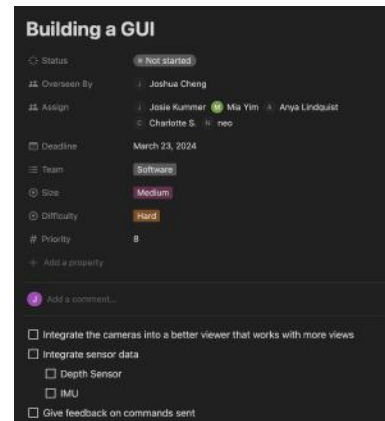 Building a GUI
Status Not started
Overseen By J Joshua Cheng
Assign J Josie Kummer M Mia Yim A Anya Lindquist
C Charlotte S. N neo
Deadline March 23, 2024
Team Software
Size Medium
Difficulty Hard
# Priority 8
+ Add a property
J Add a comment...
Integrate the cameras into a better viewer that works with more views
Integrate sensor data
Depth Sensor
IMU
Give feedback on commands sent